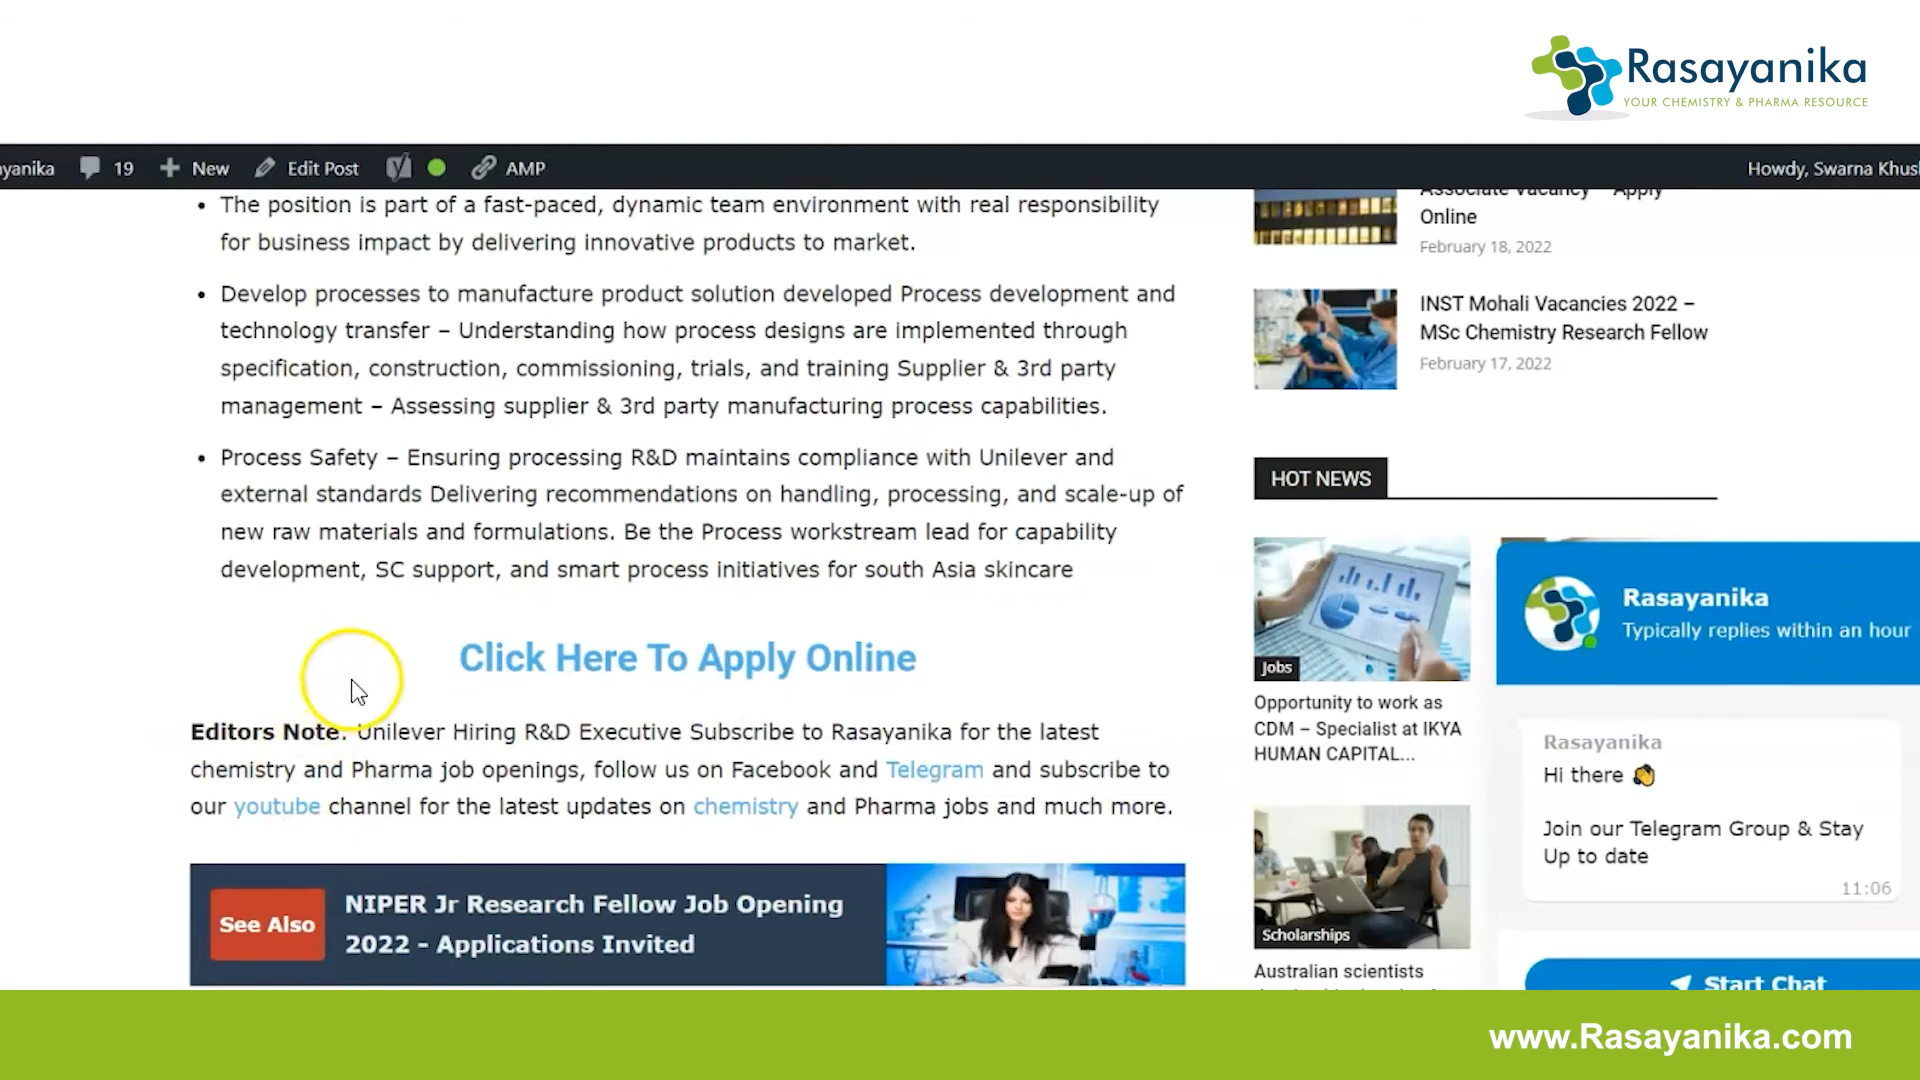 Rasayanika
YOUR CHEMISTRY & PHARMA RESOURCE
yanika 19 New Edit Post AMP
Howdy, Swarna Khus
• The position is part of a fast-paced, dynamic team environment with real responsibility
for business impact by delivering innovative products to market.
• Develop processes to manufacture product solution developed Process development and
technology transfer – Understanding how process designs are implemented through
specification, construction, commissioning, trials, and training Supplier & 3rd party
management – Assessing supplier & 3rd party manufacturing process capabilities.
• Process Safety – Ensuring processing R&D maintains compliance with Unilever and
external standards Delivering recommendations on handling, processing, and scale-up of
new raw materials and formulations. Be the Process workstream lead for capability
development, SC support, and smart process initiatives for south Asia skincare
Click Here To Apply Online
Editors Note: Unilever Hiring R&D Executive Subscribe to Rasayanika for the latest
chemistry and Pharma job openings, follow us on Facebook and Telegram and subscribe to
our youtube channel for the latest updates on chemistry and Pharma jobs and much more.
See Also
NIPER Jr Research Fellow Job Opening
2022 - Applications Invited
Associate Vacancy – Apply
Online
February 18, 2022
INST Mohali Vacancies 2022 –
MSc Chemistry Research Fellow
February 17, 2022
HOT NEWS
Jobs
Opportunity to work as
CDM – Specialist at IKYA
HUMAN CAPITAL...
Scholarships
Australian scientists
Rasayanika
Typically replies within an hour
Rasayanika
Hi there 👋
Join our Telegram Group & Stay
Up to date
11:06
Start Chat
www.Rasayanika.com